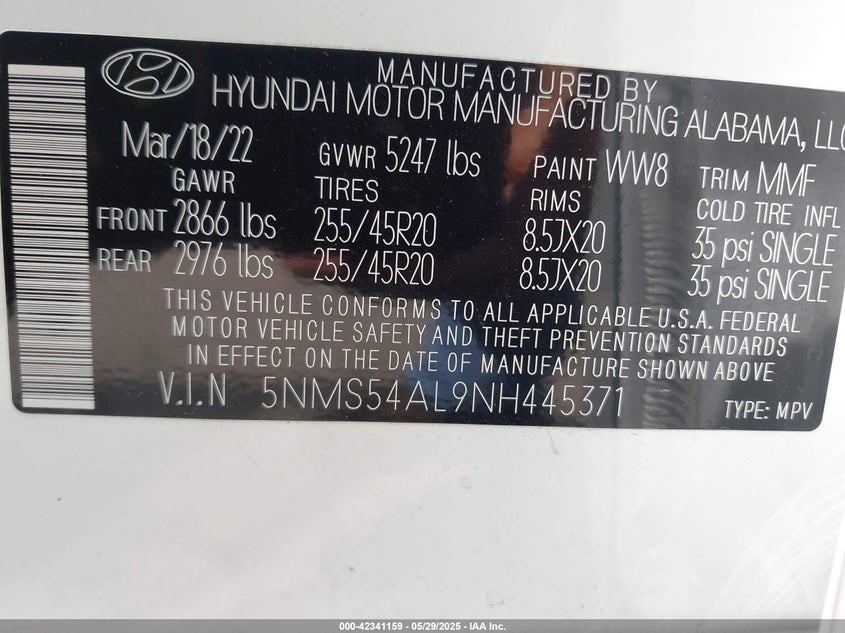 MANUFACTURED BY
HYUNDAI MOTOR MANUFACTURING ALABAMA, LLC
Mar/18/22 GVWR 5247 lbs PAINT WW8 TRIM MMF
GAWR TIRES RIMS COLD TIRE INFL
FRONT 2866 lbs 255/45R20 8.5JX20 35 psi SINGLE
REAR 2976 lbs 255/45R20 8.5JX20 35 psi SINGLE
THIS VEHICLE CONFORMS TO ALL APPLICABLE U.S.A. FEDERAL
MOTOR VEHICLE SAFETY AND THEFT PREVENTION STANDARDS
IN EFFECT ON THE DATE OF MANUFACTURE SHOWN ABOVE
V.I.N 5NMS54AL9NH445371 TYPE: MPV
000-42341159 - 05/29/2025 - IAA Inc.